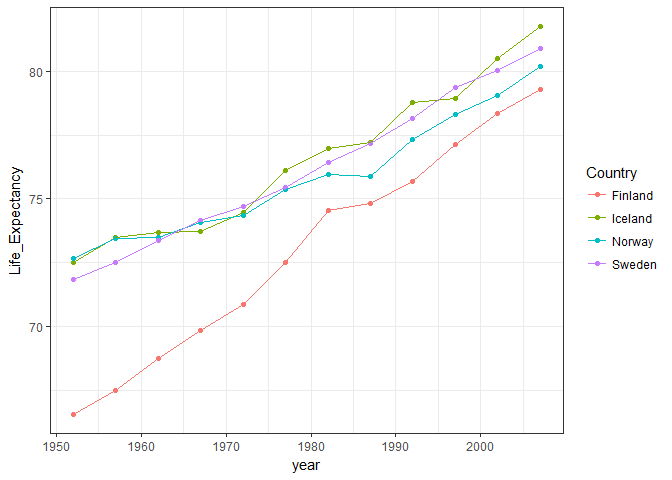 80
75
70
Life_Expectancy
1950 1960 1970 1980 1990 2000
year
Country
Finland
Iceland
Norway
Sweden